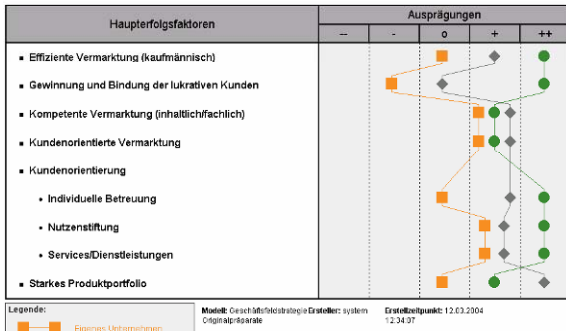 Haupterfolgsfaktoren
Ausprägungen
-- - o + ++
Effiziente Vermarktung (kaufmännisch)
Gewinnung und Bindung der lukrativen Kunden
Kompetente Vermarktung (inhaltlich/fachlich)
Kundenorientierte Vermarktung
Kundenorientierung
Individuelle Betreuung
Nutzenstiftung
Services/Dienstleistungen
Starkes Produktportfolio
Legende:
Eigenes Unternehmen
Modell: Geschäftsfeldstrategie Ersteller: system Erstellzeitpunkt: 12.03.2004
Originalpräparate 12:34:07